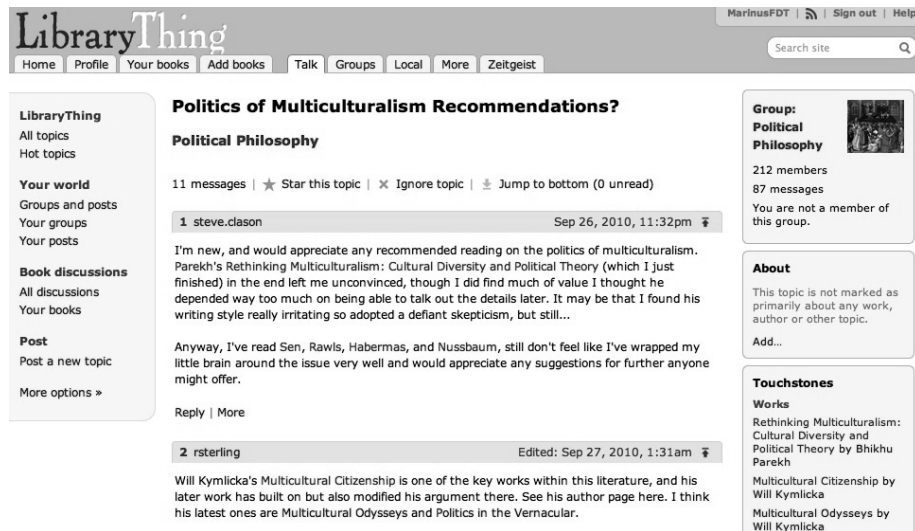 MarinusFDT | Sign out | Help
LibraryThing
Search site
Home Profile Your books Add books Talk Groups Local More Zeitgeist
LibraryThing
All topics
Hot topics
Your world
Groups and posts
Your groups
Your posts
Book discussions
All discussions
Your books
Post
Post a new topic
More options »
Politics of Multiculturalism Recommendations?
Political Philosophy
11 messages | ★ Star this topic | × Ignore topic | Jump to bottom (0 unread)
1 steve.clason Sep 26, 2010, 11:32pm
I'm new, and would appreciate any recommended reading on the politics of multiculturalism.
Parekh's Rethinking Multiculturalism: Cultural Diversity and Political Theory (which I just
finished) in the end left me unconvinced, though I did find much of value I thought he
depended way too much on being able to talk out the details later. It may be that I found his
writing style really irritating so adopted a defiant skepticism, but still...
Anyway, I've read Sen, Rawls, Habermas, and Nussbaum, still don't feel like I've wrapped my
little brain around the issue very well and would appreciate any suggestions for further anyone
might offer.
Reply | More
2 rsterling Edited: Sep 27, 2010, 1:31am
Will Kymlicka's Multicultural Citizenship is one of the key works within this literature, and his
later work has built on but also modified his argument there. See his author page here. I think
his latest ones are Multicultural Odysseys and Politics in the Vernacular.
Group:
Political
Philosophy
212 members
87 messages
You are not a member of
this group.
About
This topic is not marked as
primarily about any work,
author or other topic.
Add...
Touchstones
Works
Rethinking Multiculturalism:
Cultural Diversity and
Political Theory by Bhikhu
Parekh
Multicultural Citizenship by
Will Kymlicka
Multicultural Odysseys by
Will Kymlicka